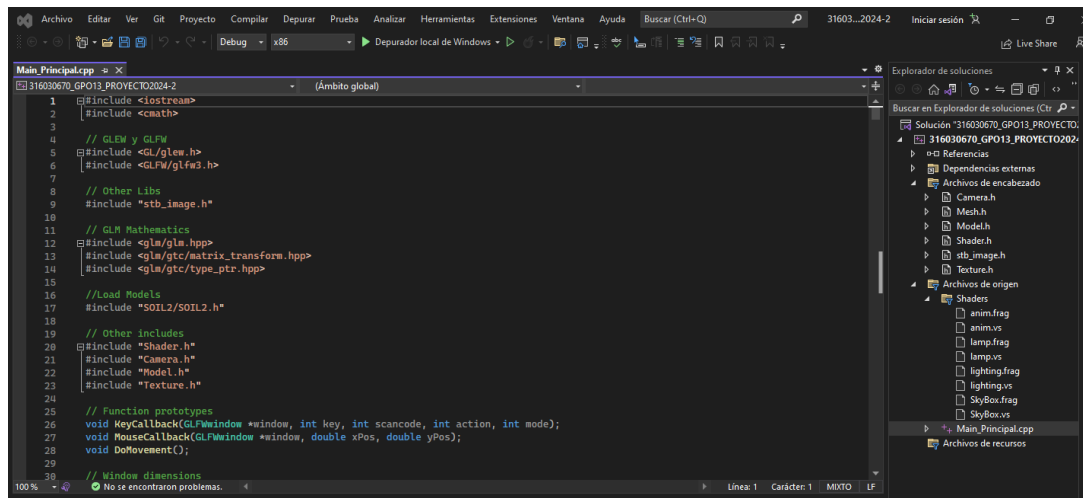 Archivo Editar Ver Git Proyecto Compilar Depurar Prueba Analizar Herramientas Extensiones Ventana Ayuda Buscar (Ctrl+Q) 31603...2024-2 Iniciar sesión
Debug x86 Depurador local de Windows Live Share
Main_Principal.cpp
316030670_GPO13_PROYECTO2024-2 (Ámbito global)
1 #include <iostream>
2 #include <cmath>
3
4 // GLEW y GLFW
5 #include <GL/glew.h>
6 #include <GLFW/glfw3.h>
7
8 // Other Libs
9 #include "stb_image.h"
10
11 // GLM Mathematics
12 #include <glm/glm.hpp>
13 #include <glm/gtc/matrix_transform.hpp>
14 #include <glm/gtc/type_ptr.hpp>
15
16 //Load Models
17 #include "SOIL2/SOIL2.h"
18
19 // Other includes
20 #include "Shader.h"
21 #include "Camera.h"
22 #include "Model.h"
23 #include "Texture.h"
24
25 // Function prototypes
26 void KeyCallback(GLFWwindow *window, int key, int scancode, int action, int mode);
27 void MouseCallback(GLFWwindow *window, double xPos, double yPos);
28 void DoMovement();
29
30 // Window dimensions
100 % No se encontraron problemas. Línea: 1 Carácter: 1 MIXTO LF
Explorador de soluciones
Buscar en Explorador de soluciones (Ctr
Solución "316030670_GPO13_PROYECTO
316030670_GPO13_PROYECTO202
Referencias
Dependencias externas
Archivos de encabezado
Camera.h
Mesh.h
Model.h
Shader.h
stb_image.h
Texture.h
Archivos de origen
Shaders
anim.frag
anim.vs
lamp.frag
lamp.vs
lighting.frag
lighting.vs
SkyBox.frag
SkyBox.vs
Main_Principal.cpp
Archivos de recursos